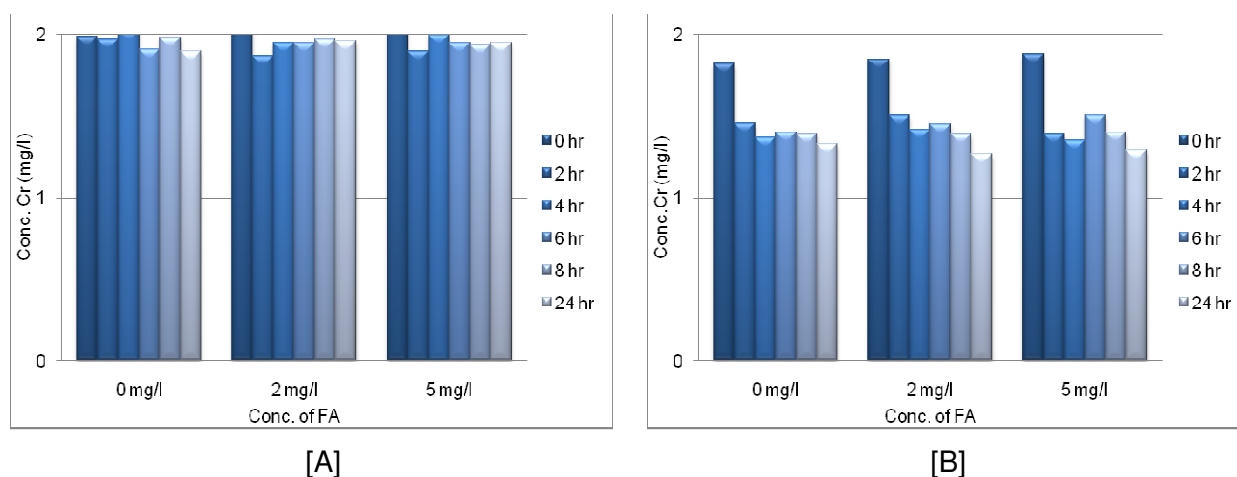 2
1
0
Conc. Cr (mg/l)
0 mg/l 2 mg/l 5 mg/l
Conc. of FA
0 hr
2 hr
4 hr
6 hr
8 hr
24 hr
[A]
2
1
0
Conc.Cr (mg/l)
0 mg/l 2 mg/l 5 mg/l
Conc. of FA
0 hr
2 hr
4 hr
6 hr
8 hr
24 hr
[B]